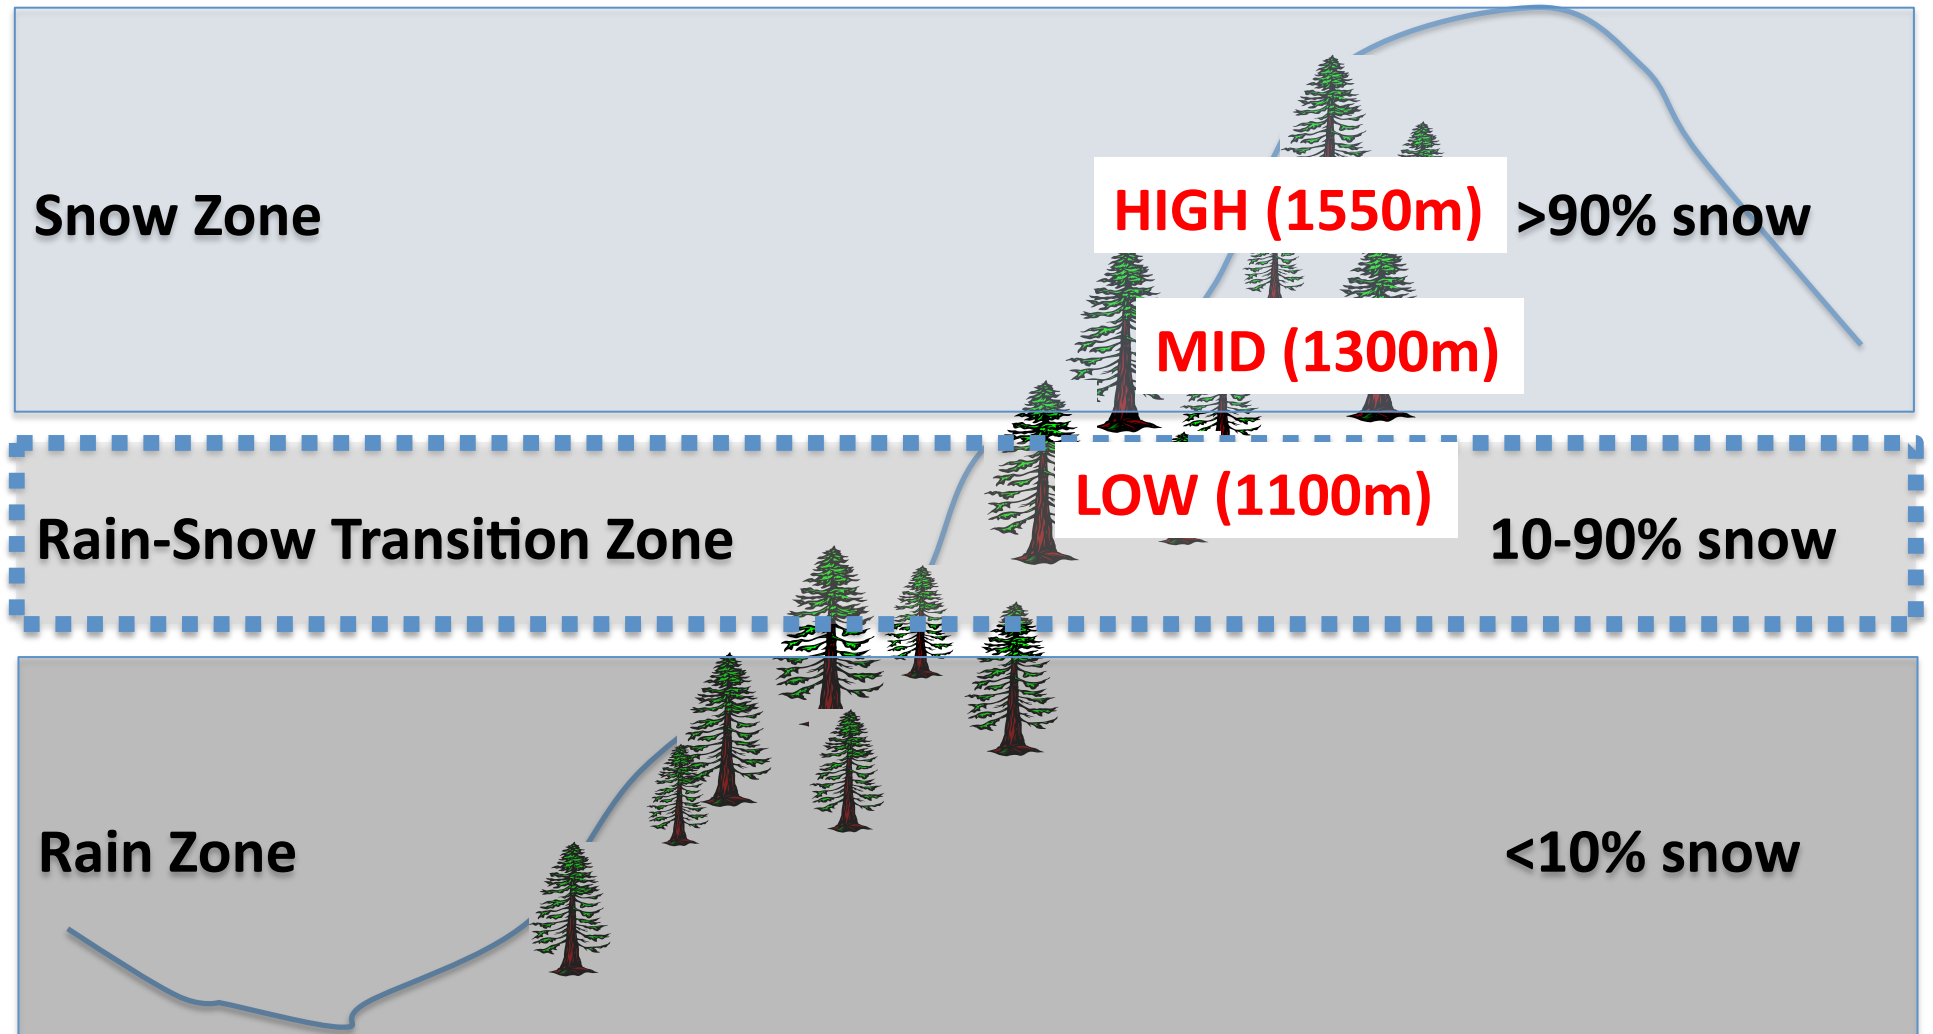 Snow Zone
HIGH (1550m)
>90% snow
MID (1300m)
LOW (1100m)
Rain-Snow Transition Zone
10-90% snow
Rain Zone
<10% snow